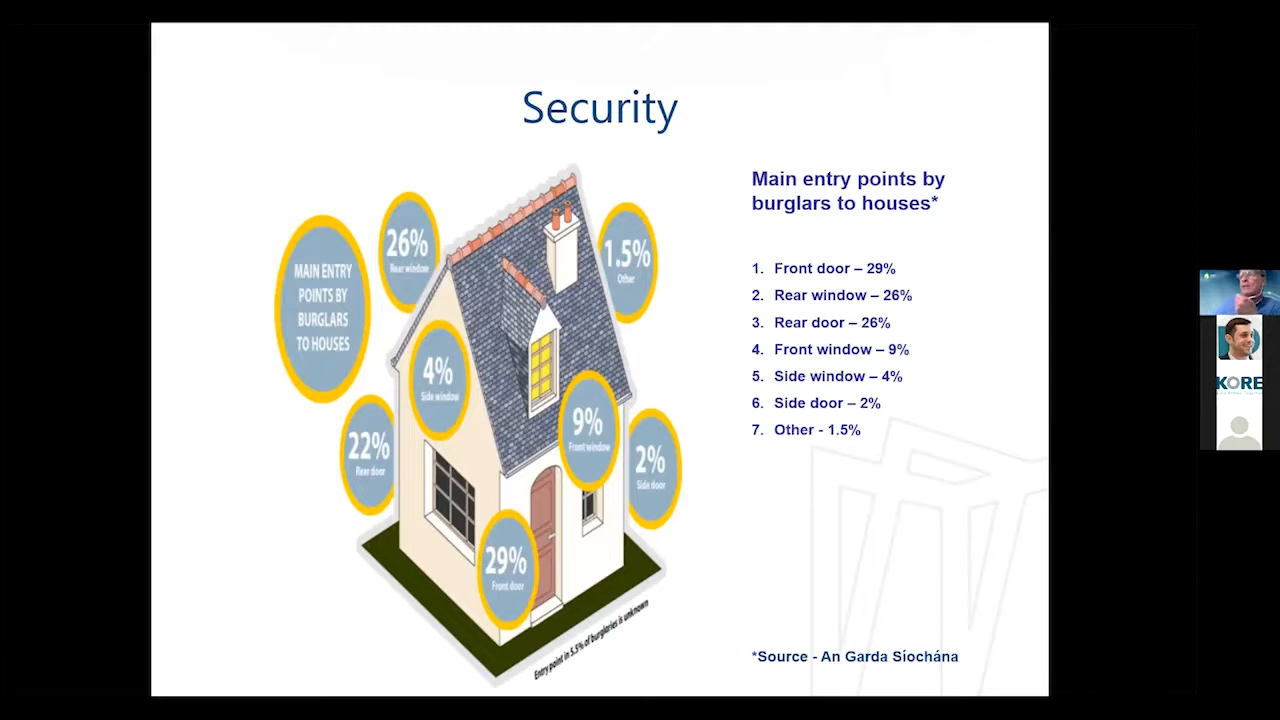 Security
MAIN ENTRY
POINTS BY
BURGLARS
TO HOUSES
26%
Rear window
1.5%
Other
4%
Side window
9%
Front window
22%
Rear door
2%
Side door
29%
Front door
Entry point in 5.5% of burglaries is unknown
Main entry points by
burglars to houses*
1. Front door – 29%
2. Rear window – 26%
3. Rear door – 26%
4. Front window – 9%
5. Side window – 4%
6. Side door – 2%
7. Other - 1.5%
*Source - An Garda Síochána
KORE